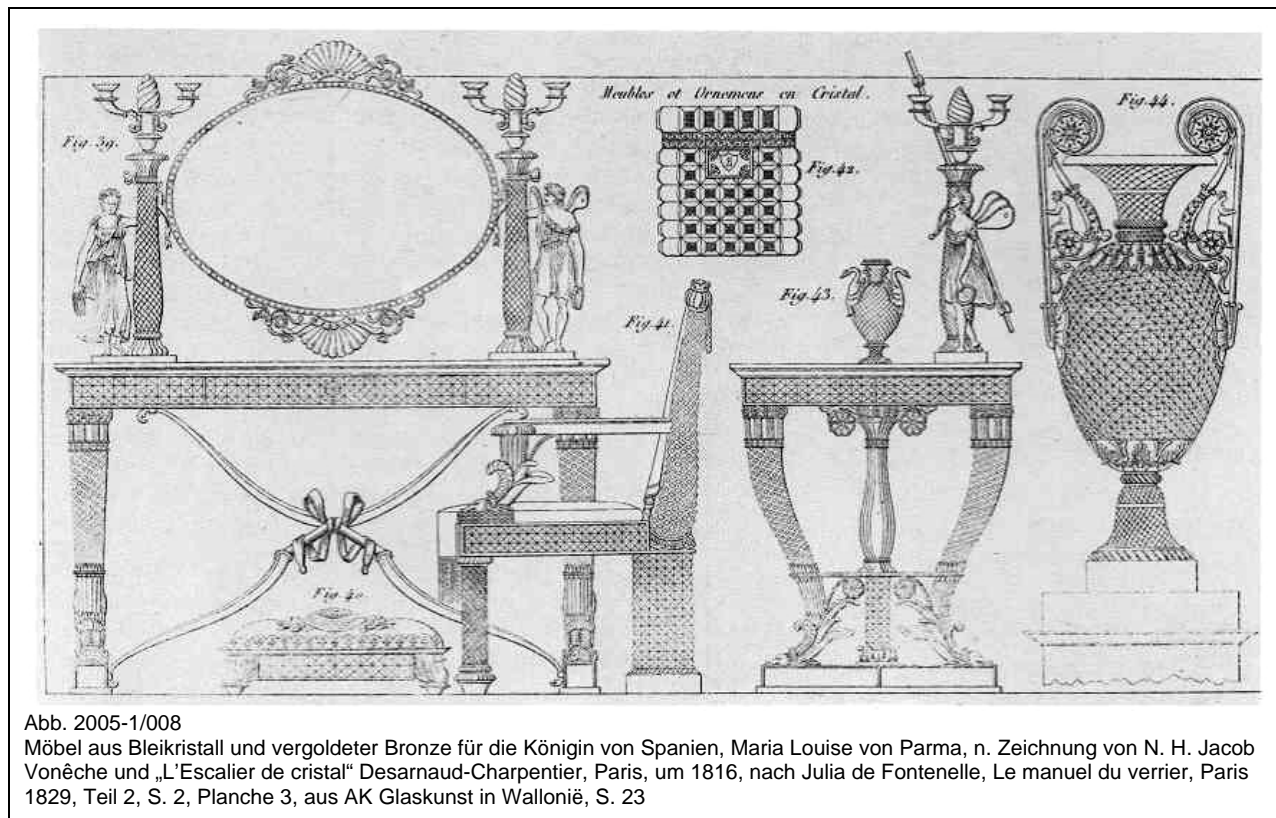 Meubles et Ornemens en Cristal.
Fig. 39.
Fig. 42.
Fig. 44.
Fig. 43.
Fig. 41.
Fig. 40.
Abb. 2005-1/008
Möbel aus Bleikristall und vergoldeter Bronze für die Königin von Spanien, Maria Louise von Parma, n. Zeichnung von N. H. Jacob
Vonêche und „L’Escalier de cristal“ Desarnaud-Charpentier, Paris, um 1816, nach Julia de Fontenelle, Le manuel du verrier, Paris
1829, Teil 2, S. 2, Planche 3, aus AK Glaskunst in Wallonië, S. 23